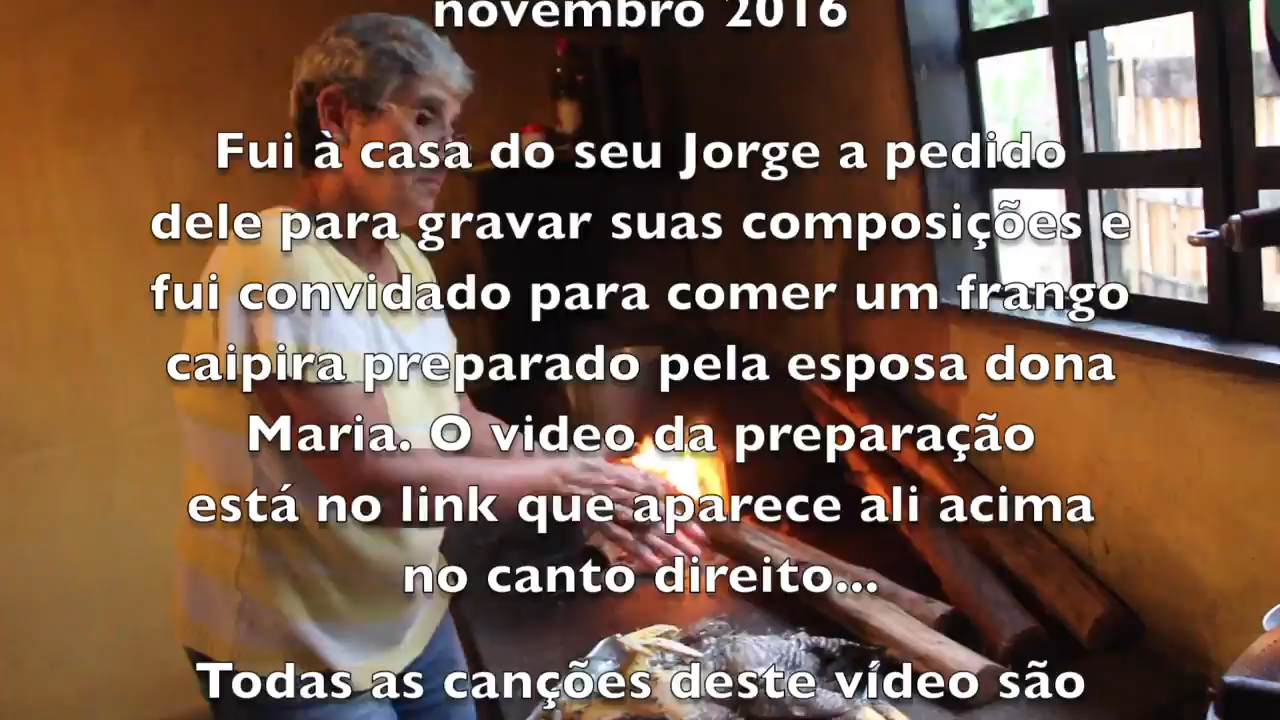 novembro 2016
Fui à casa do seu Jorge a pedido
dele para gravar suas composições e
fui convidado para comer um frango
caipira preparado pela esposa dona
Maria. O video da preparação
está no link que aparece ali acima
no canto direito...
Todas as canções deste vídeo são